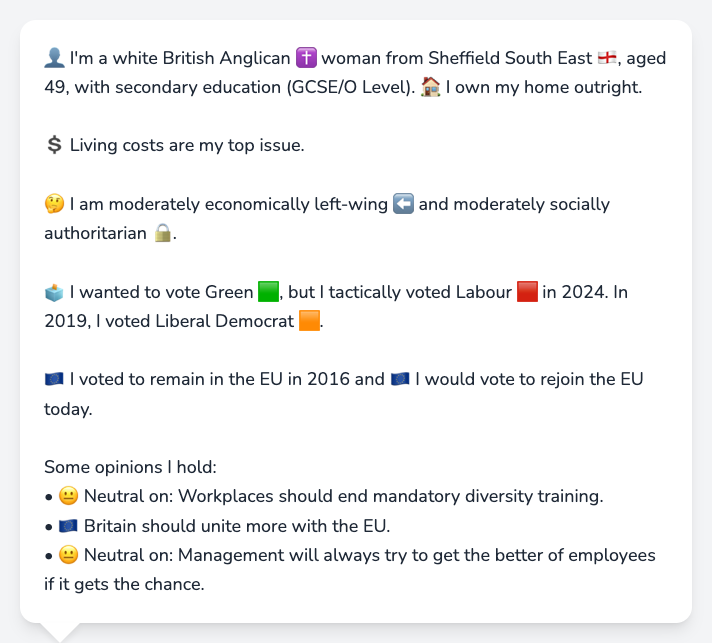 👤 I'm a white British Anglican ✝️ woman from Sheffield South East 🏴󠁧󠁢󠁥󠁮󠁧󠁿, aged
49, with secondary education (GCSE/O Level). 🏠 I own my home outright.
💲 Living costs are my top issue.
🤔 I am moderately economically left-wing ⬅️ and moderately socially
authoritarian 🔒.
🗳️ I wanted to vote Green 🟩, but I tactically voted Labour 🟥 in 2024. In
2019, I voted Liberal Democrat 🟧.
🇪🇺 I voted to remain in the EU in 2016 and 🇪🇺 I would vote to rejoin the EU
today.
Some opinions I hold:
• 😐 Neutral on: Workplaces should end mandatory diversity training.
• 🇪🇺 Britain should unite more with the EU.
• 😐 Neutral on: Management will always try to get the better of employees
if it gets the chance.